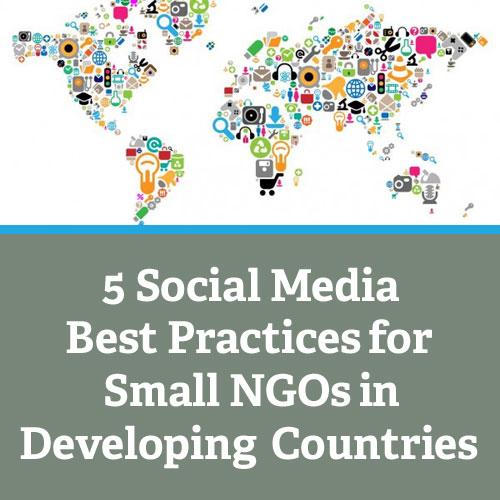 5 Social Media
Best Practices for
Small NGOs in
Developing Countries